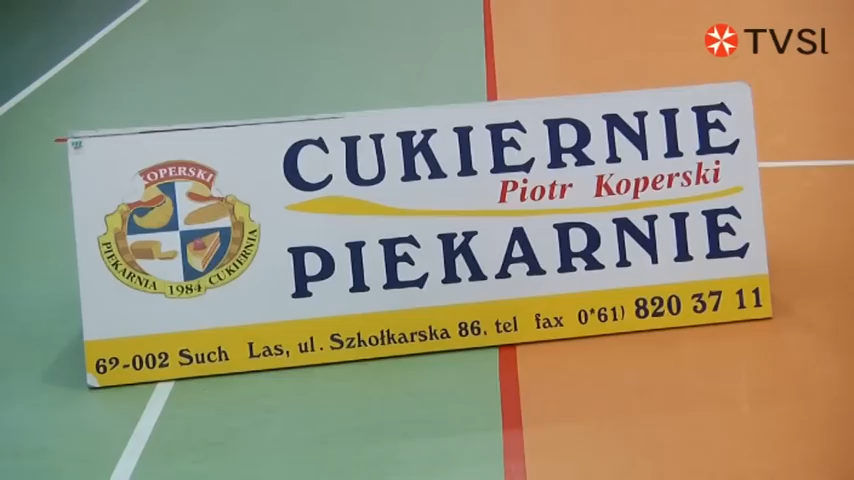 TVSL
CUKIERNIE
Piotr Koperski
PIEKARNIE
KOPERSKI
PIEKARNIA 1984 CUKIERNIA
62-002 Such Las, ul. Szkołkarska 86, tel fax 0*61) 820 37 11